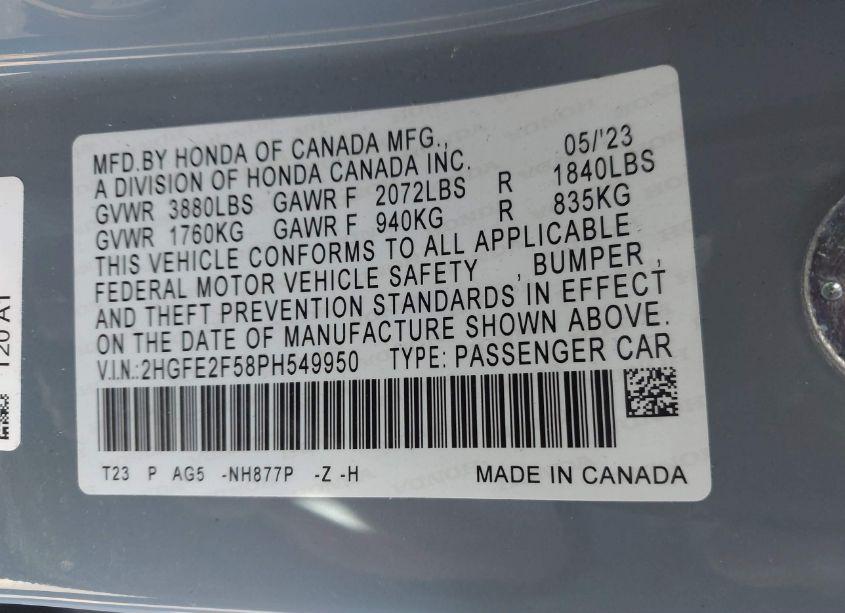 MFD.BY HONDA OF CANADA MFG., 05/'23
A DIVISION OF HONDA CANADA INC.
GVWR 3880LBS GAWR F 2072LBS R 1840LBS
GVWR 1760KG GAWR F 940KG R 835KG
THIS VEHICLE CONFORMS TO ALL APPLICABLE
FEDERAL MOTOR VEHICLE SAFETY , BUMPER ,
AND THEFT PREVENTION STANDARDS IN EFFECT
ON THE DATE OF MANUFACTURE SHOWN ABOVE.
V.I.N.:2HGFE2F58PH549950 TYPE: PASSENGER CAR
T23 P AG5 -NH877P -Z -H MADE IN CANADA